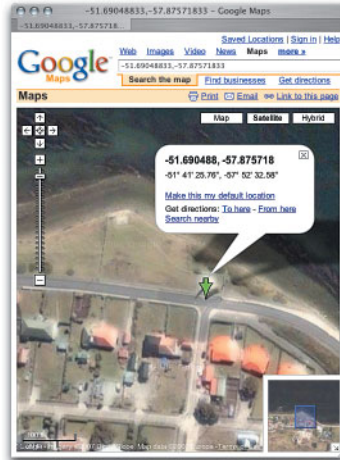 -51.69048833,-57.87571833 - Google Maps
-51.69048833,-57.875718...
Saved Locations | Sign in | Help
Google
Maps
Web Images Video News Maps more »
-51.69048833,-57.87571833
Search the map Find businesses Get directions
Maps
Print Email Link to this page
Map Satellite Hybrid
-51.690488, -57.875718
-51° 41' 25.76", -57° 52' 32.58"
Make this my default location
Get directions: To here - From here
Search nearby